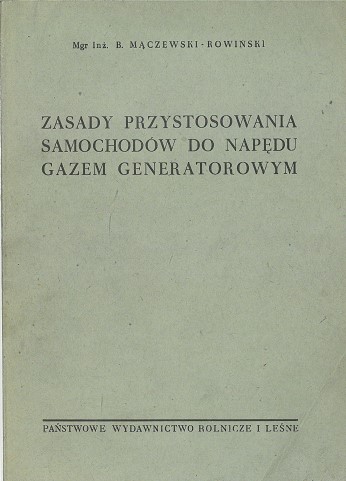 Mgr Inż. B. MĄCZEWSKI-ROWIŃSKI
ZASADY PRZYSTOSOWANIA
SAMOCHODÓW DO NAPĘDU
GAZEM GENERATOROWYM
PAŃSTWOWE WYDAWNICTWO ROLNICZE I LEŚNE